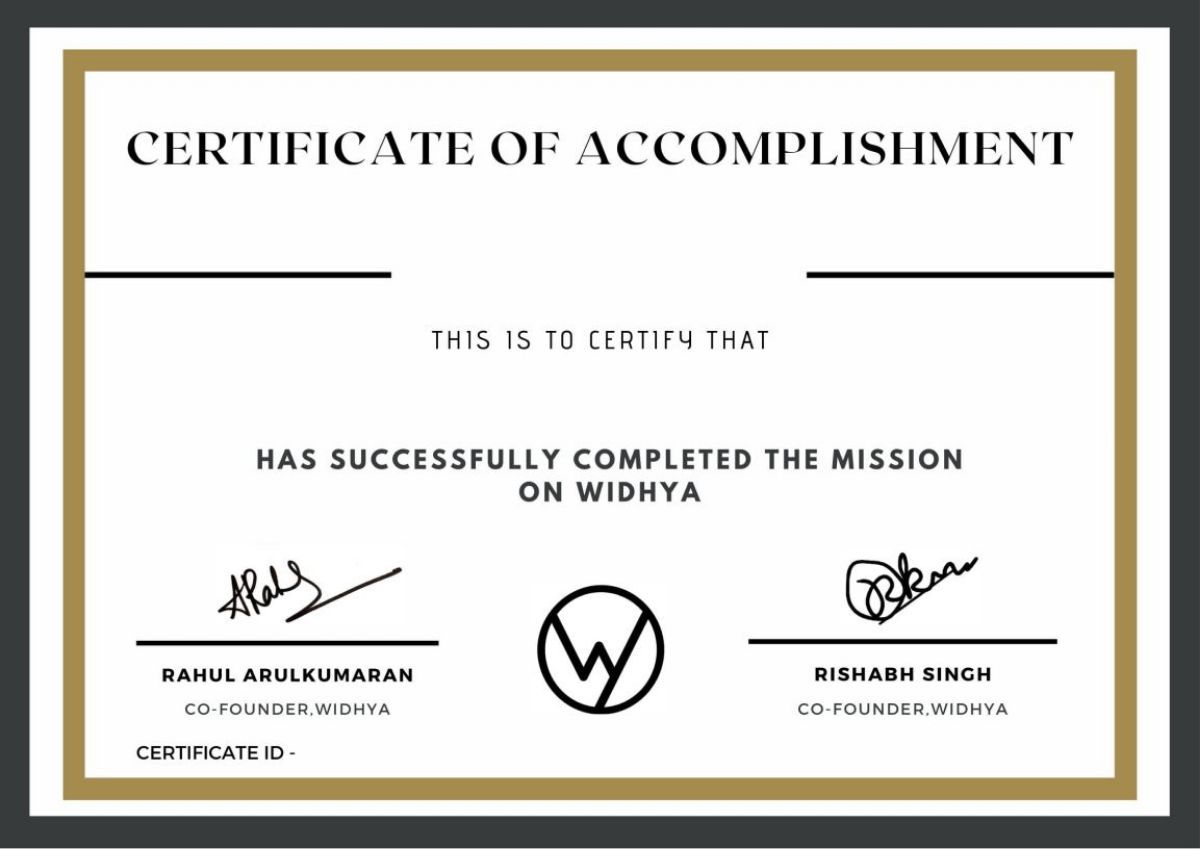 CERTIFICATE OF ACCOMPLISHMENT
THIS IS TO CERTIFY THAT
HAS SUCCESSFULLY COMPLETED THE MISSION
ON WIDHYA
RAHUL ARULKUMARAN
CO-FOUNDER,WIDHYA
RISHABH SINGH
CO-FOUNDER,WIDHYA
CERTIFICATE ID -